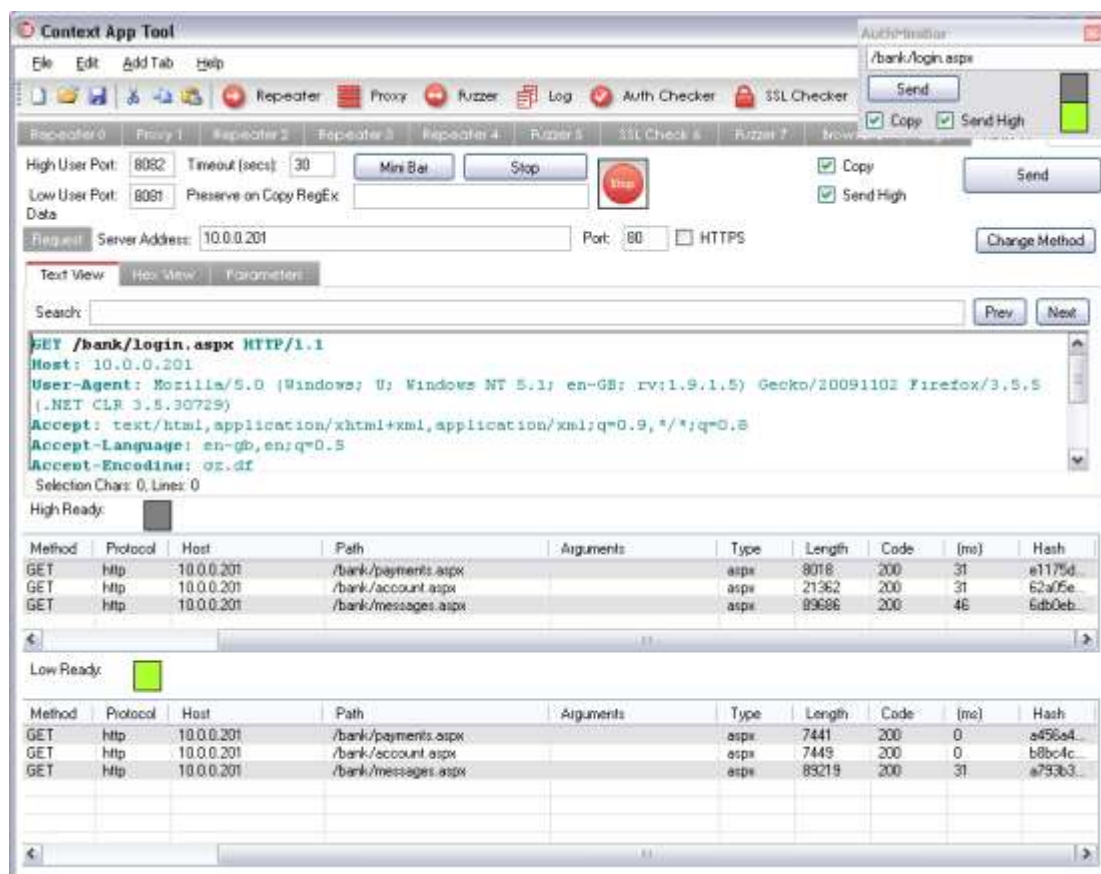 Context App Tool
AuthMiniBar
File Edit Add Tab Help
/bank/login.aspx
Repeater Proxy Fuzzer Log Auth Checker SSL Checker
Send
Copy Send High
Repeater 0 Proxy 1 Repeater 2 Repeater 3 Repeater 4 Fuzzer 5 SSL Check 6 Fuzzer 7
High User Port: 8082 Timeout (secs): 30 Mini Bar Stop Stop Copy Send
Low User Port: 8081 Preserve on Copy RegEx: Send High
Data
Request Server Address: 10.0.0.201 Port: 80 HTTPS Change Method
Text View Hex View Parameters
Search: Prev Next
GET /bank/login.aspx HTTP/1.1
Host: 10.0.0.201
User-Agent: Mozilla/5.0 (Windows; U; Windows NT 5.1; en-GB; rv:1.9.1.5) Gecko/20091102 Firefox/3.5.5
(.NET CLR 3.5.30729)
Accept: text/html,application/xhtml+xml,application/xml;q=0.9,*/*;q=0.8
Accept-Language: en-gb,en;q=0.5
Accept-Encoding: gz,df
Selection Chars: 0, Lines: 0
High Ready:
Method Protocol Host Path Arguments Type Length Code (ms) Hash
GET http 10.0.0.201 /bank/payments.aspx aspx 8018 200 31 e1175d...
GET http 10.0.0.201 /bank/account.aspx aspx 21362 200 31 62a05e...
GET http 10.0.0.201 /bank/messages.aspx aspx 89686 200 46 6db0eb...
Low Ready:
Method Protocol Host Path Arguments Type Length Code (ms) Hash
GET http 10.0.0.201 /bank/payments.aspx aspx 7441 200 0 a456a4...
GET http 10.0.0.201 /bank/account.aspx aspx 7449 200 0 b8bc4c...
GET http 10.0.0.201 /bank/messages.aspx aspx 89219 200 31 a793b3...